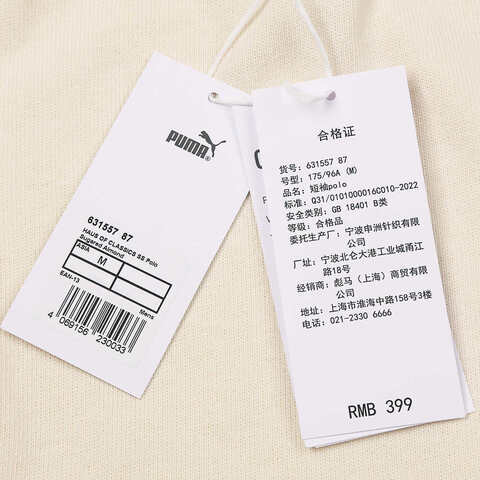 PUMA
631557 87
HAUS OF CLASSICS SS Polo
Sugared Almond
ASIA
M
EAN-13
Mens
4 069156 230033
合格证
货号: 631557 87
号型: 175/96A (M)
品名: 短袖polo
标准: Q31/0101000016C010-2022
安全类别: GB 18401 B类
等级: 合格品
委托生产厂: 宁波申洲针织有限
公司
厂址: 宁波北仑大港工业城甬江
路18号
经销商: 彪马（上海）商贸有限
公司
地址: 上海市淮海中路158号3楼
电话: 021-2330 6666
RMB 399